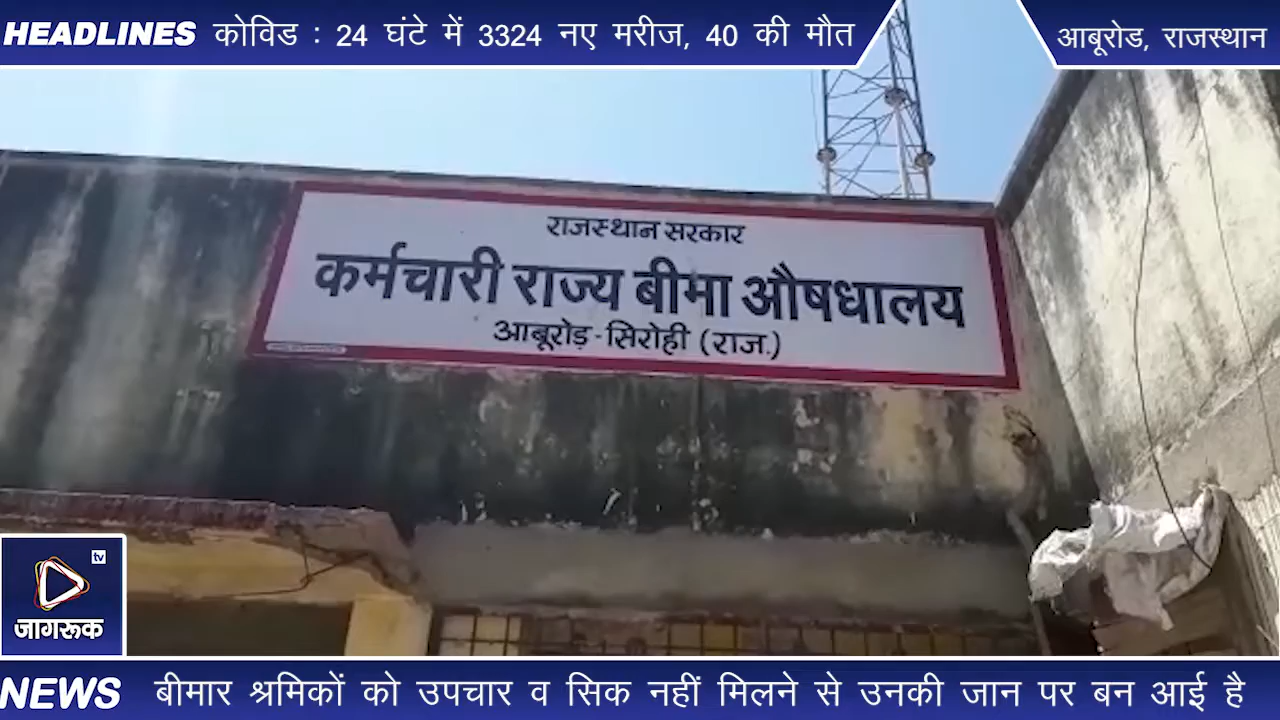 HEADLINES कोविड : 24 घंटे में 3324 नए मरीज, 40 की मौत
आबूरोड, राजस्थान
राजस्थान सरकार
कर्मचारी राज्य बीमा औषधालय
आबूरोड़-सिरोही (राज.)
tv
जागरूक
NEWS बीमार श्रमिकों को उपचार व सिक नहीं मिलने से उनकी जान पर बन आई है